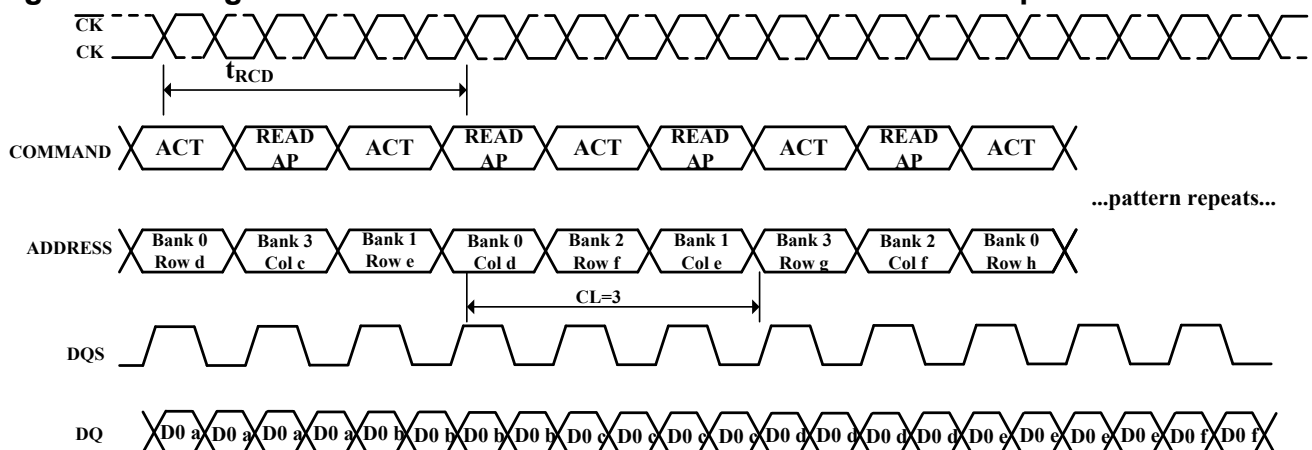 CK
CK
tRCD
COMMAND
ACT
READ
AP
ACT
READ
AP
ACT
READ
AP
ACT
READ
AP
ACT
...pattern repeats...
ADDRESS
Bank 0
Row d
Bank 3
Col c
Bank 1
Row e
Bank 0
Col d
Bank 2
Row f
Bank 1
Col e
Bank 3
Row g
Bank 2
Col f
Bank 0
Row h
CL=3
DQS
DQ
D0 a D0 a D0 a D0 a D0 b D0 b D0 b D0 b D0 c D0 c D0 c D0 c D0 d D0 d D0 d D0 d D0 e D0 e D0 e D0 e D0 f D0 f